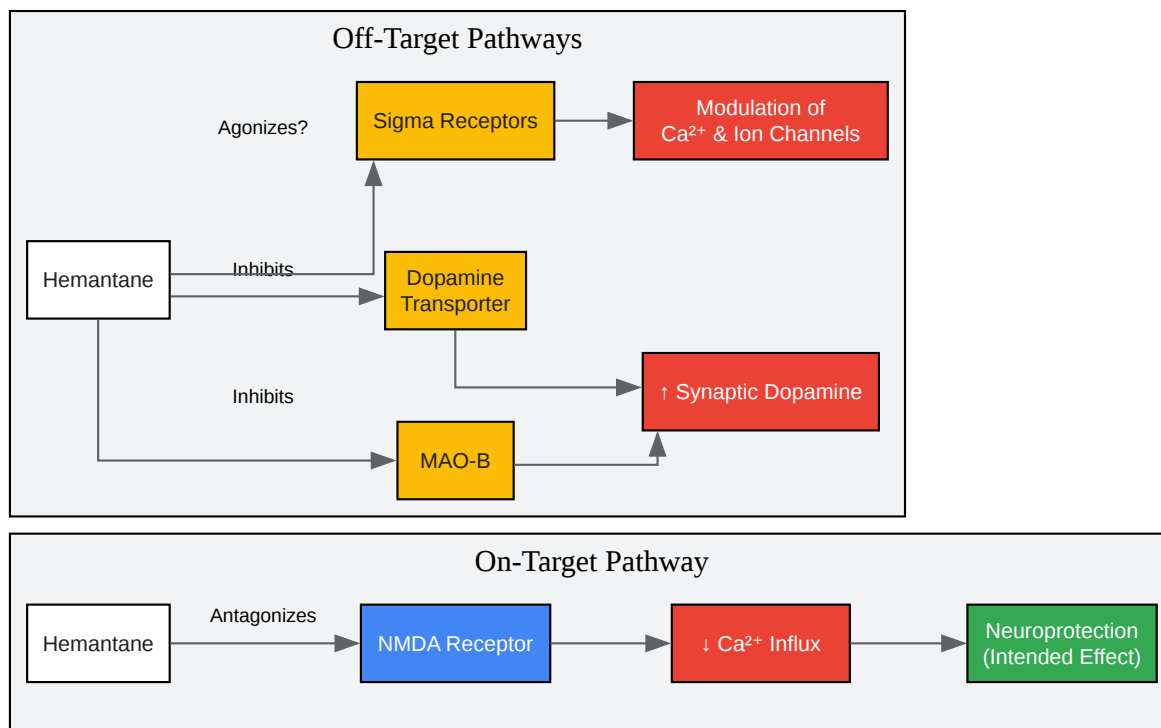 Off-Target Pathways
Agonizes?
Sigma Receptors
Modulation of
Ca²⁺ & Ion Channels
Hemantane
Inhibits
Dopamine
Transporter
Inhibits
↑ Synaptic Dopamine
MAO-B
On-Target Pathway
Hemantane
Antagonizes
NMDA Receptor
↓ Ca²⁺ Influx
Neuroprotection
(Intended Effect)